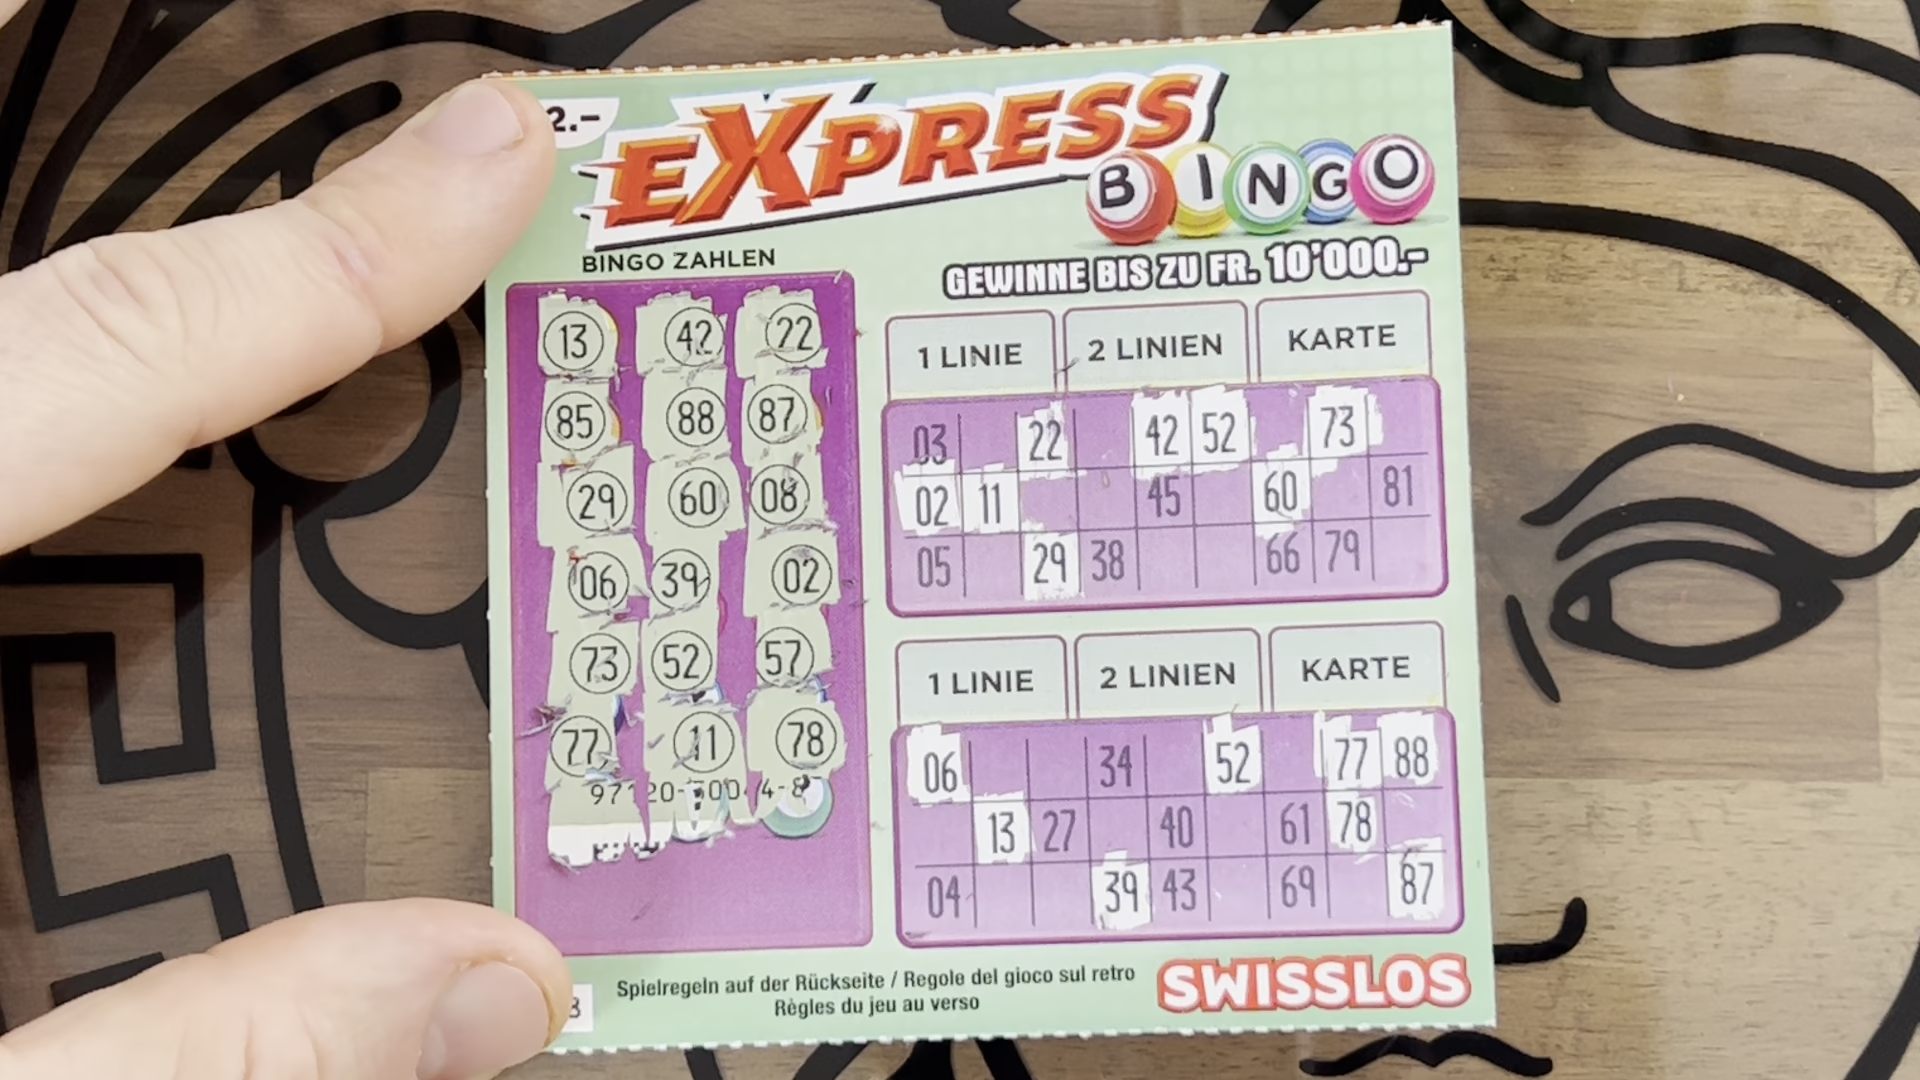 2.-
EXPRESS
BINGO
BINGO ZAHLEN
GEWINNE BIS ZU FR. 10'000.-
13 42 22
85 88 87
29 60 08
06 39 02
73 52 57
77 11 78
1 LINIE 2 LINIEN KARTE
03 22 42 52 73
02 11 45 60 81
05 29 38 66 79
1 LINIE 2 LINIEN KARTE
06 34 52 77 88
13 27 40 61 78
04 39 43 69 87
Spielregeln auf der Rückseite / Regole del gioco sul retro
Règles du jeu au verso
SWISSLOS